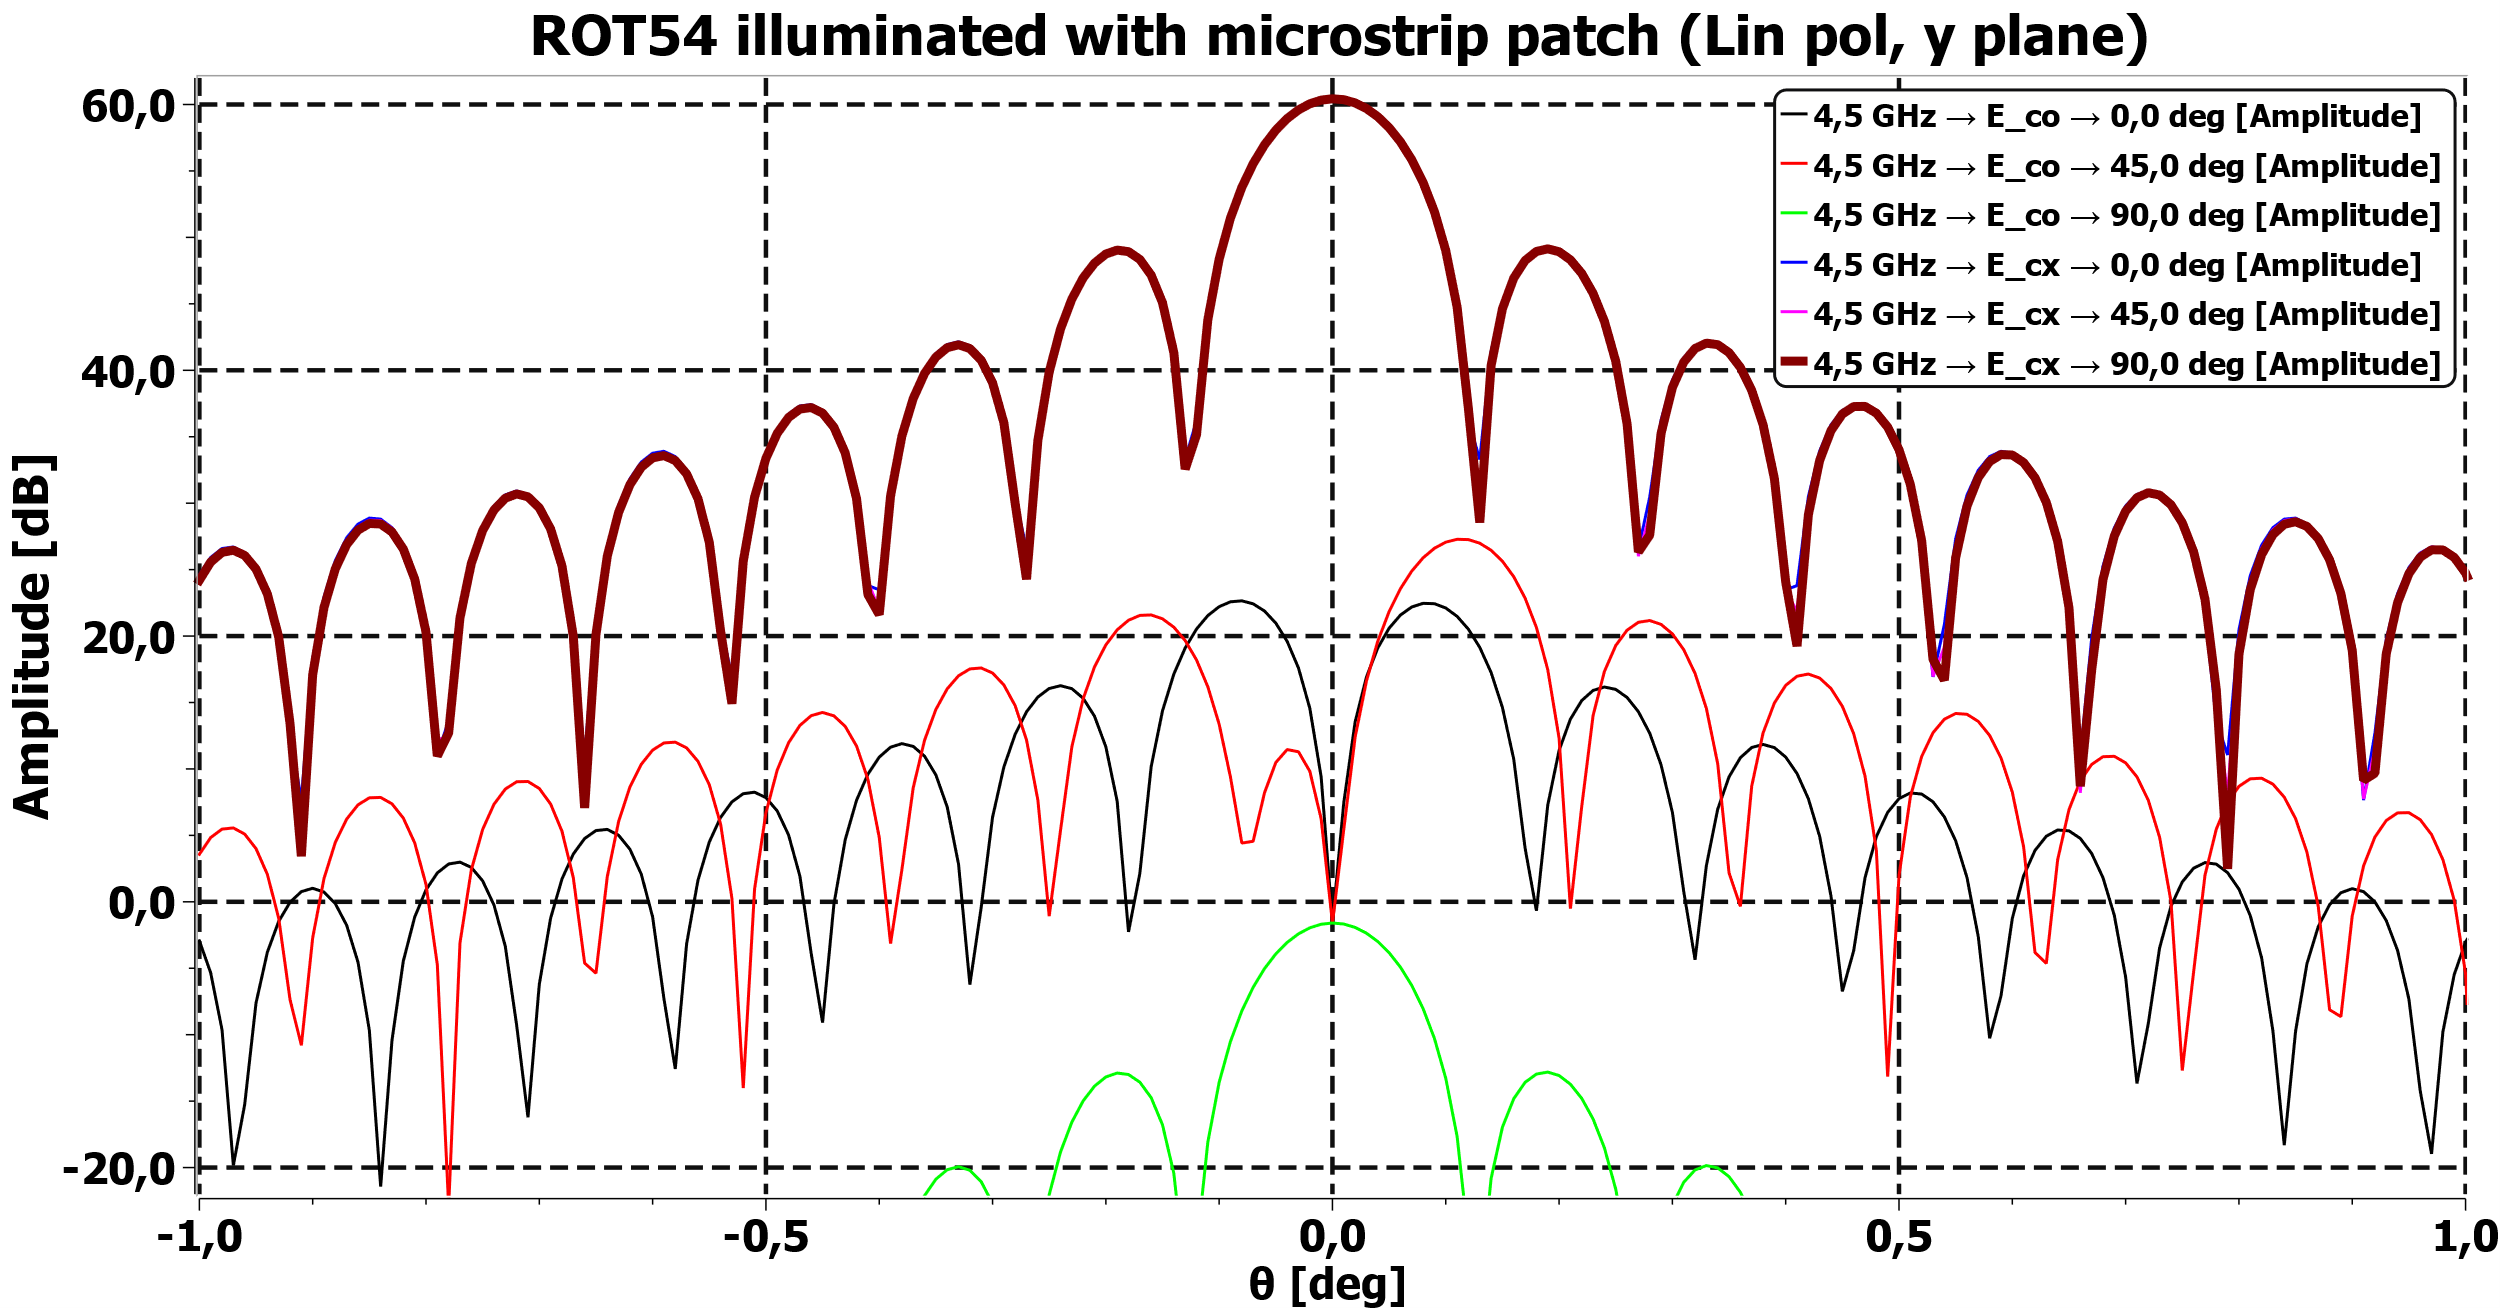 ROT54 illuminated with microstrip patch (Lin pol, y plane)
60,0
40,0
20,0
0,0
-20,0
Amplitude [dB]
4,5 GHz → E_co → 0,0 deg [Amplitude]
4,5 GHz → E_co → 45,0 deg [Amplitude]
4,5 GHz → E_co → 90,0 deg [Amplitude]
4,5 GHz → E_cx → 0,0 deg [Amplitude]
4,5 GHz → E_cx → 45,0 deg [Amplitude]
4,5 GHz → E_cx → 90,0 deg [Amplitude]
-1,0 -0,5 0,0 0,5 1,0
θ [deg]